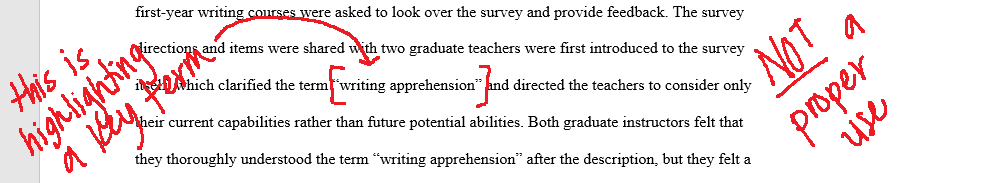 first-year writing courses were asked to look over the survey and provide feedback. The survey
directions and items were shared with two graduate teachers were first introduced to the survey
itself, which clarified the term “writing apprehension” and directed the teachers to consider only
their current capabilities rather than future potential abilities. Both graduate instructors felt that
they thoroughly understood the term “writing apprehension” after the description, but they felt a
this is
highlighting
a key term
NOT a
proper
use